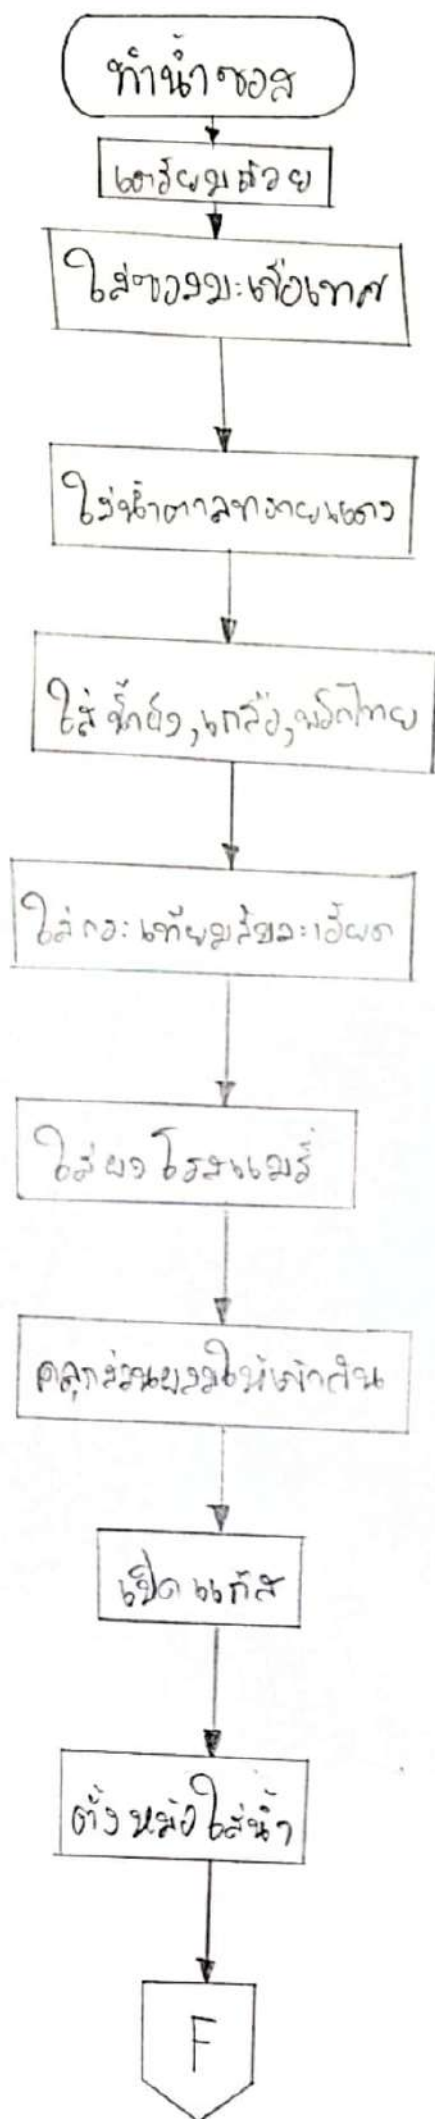 ทำน้ำซอส
เตรียมถ้วย
ใส่ซอสมะเขือเทศ
ใส่น้ำตาลทรายแดง
ใส่น้ำผึ้ง,เกลือ,พริกไทย
ใส่กระเทียมสับละเอียด
ใส่ผงโรสแมรี่
คลุกส่วนผสมให้เข้ากัน
เปิดแก๊ส
ตั้งหม้อใส่น้ำ
F